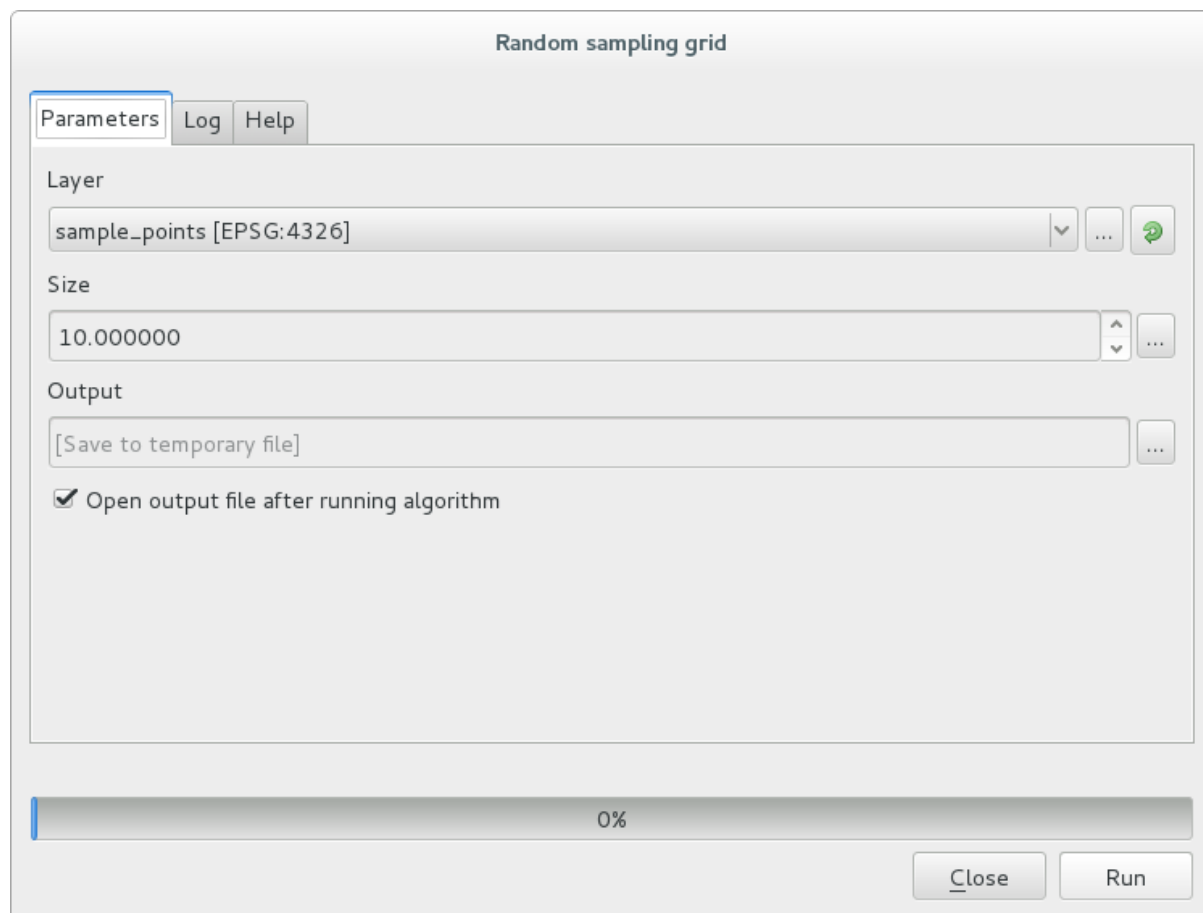 Random sampling grid
Parameters Log Help
Layer
sample_points [EPSG:4326]
...
Size
10.000000
...
Output
[Save to temporary file]
...
Open output file after running algorithm
0%
Close Run